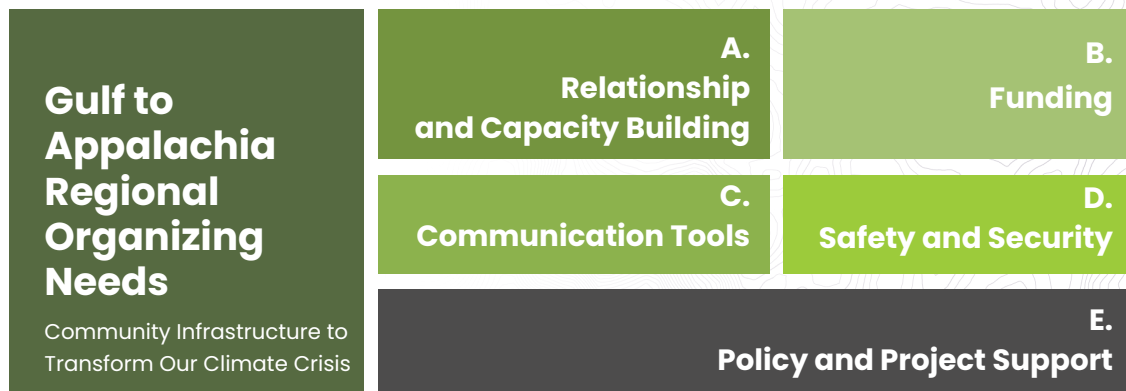 Gulf to
Appalachia
Regional
Organizing
Needs
Community Infrastructure to
Transform Our Climate Crisis
A.
Relationship
and Capacity Building
B.
Funding
C.
Communication Tools
D.
Safety and Security
E.
Policy and Project Support